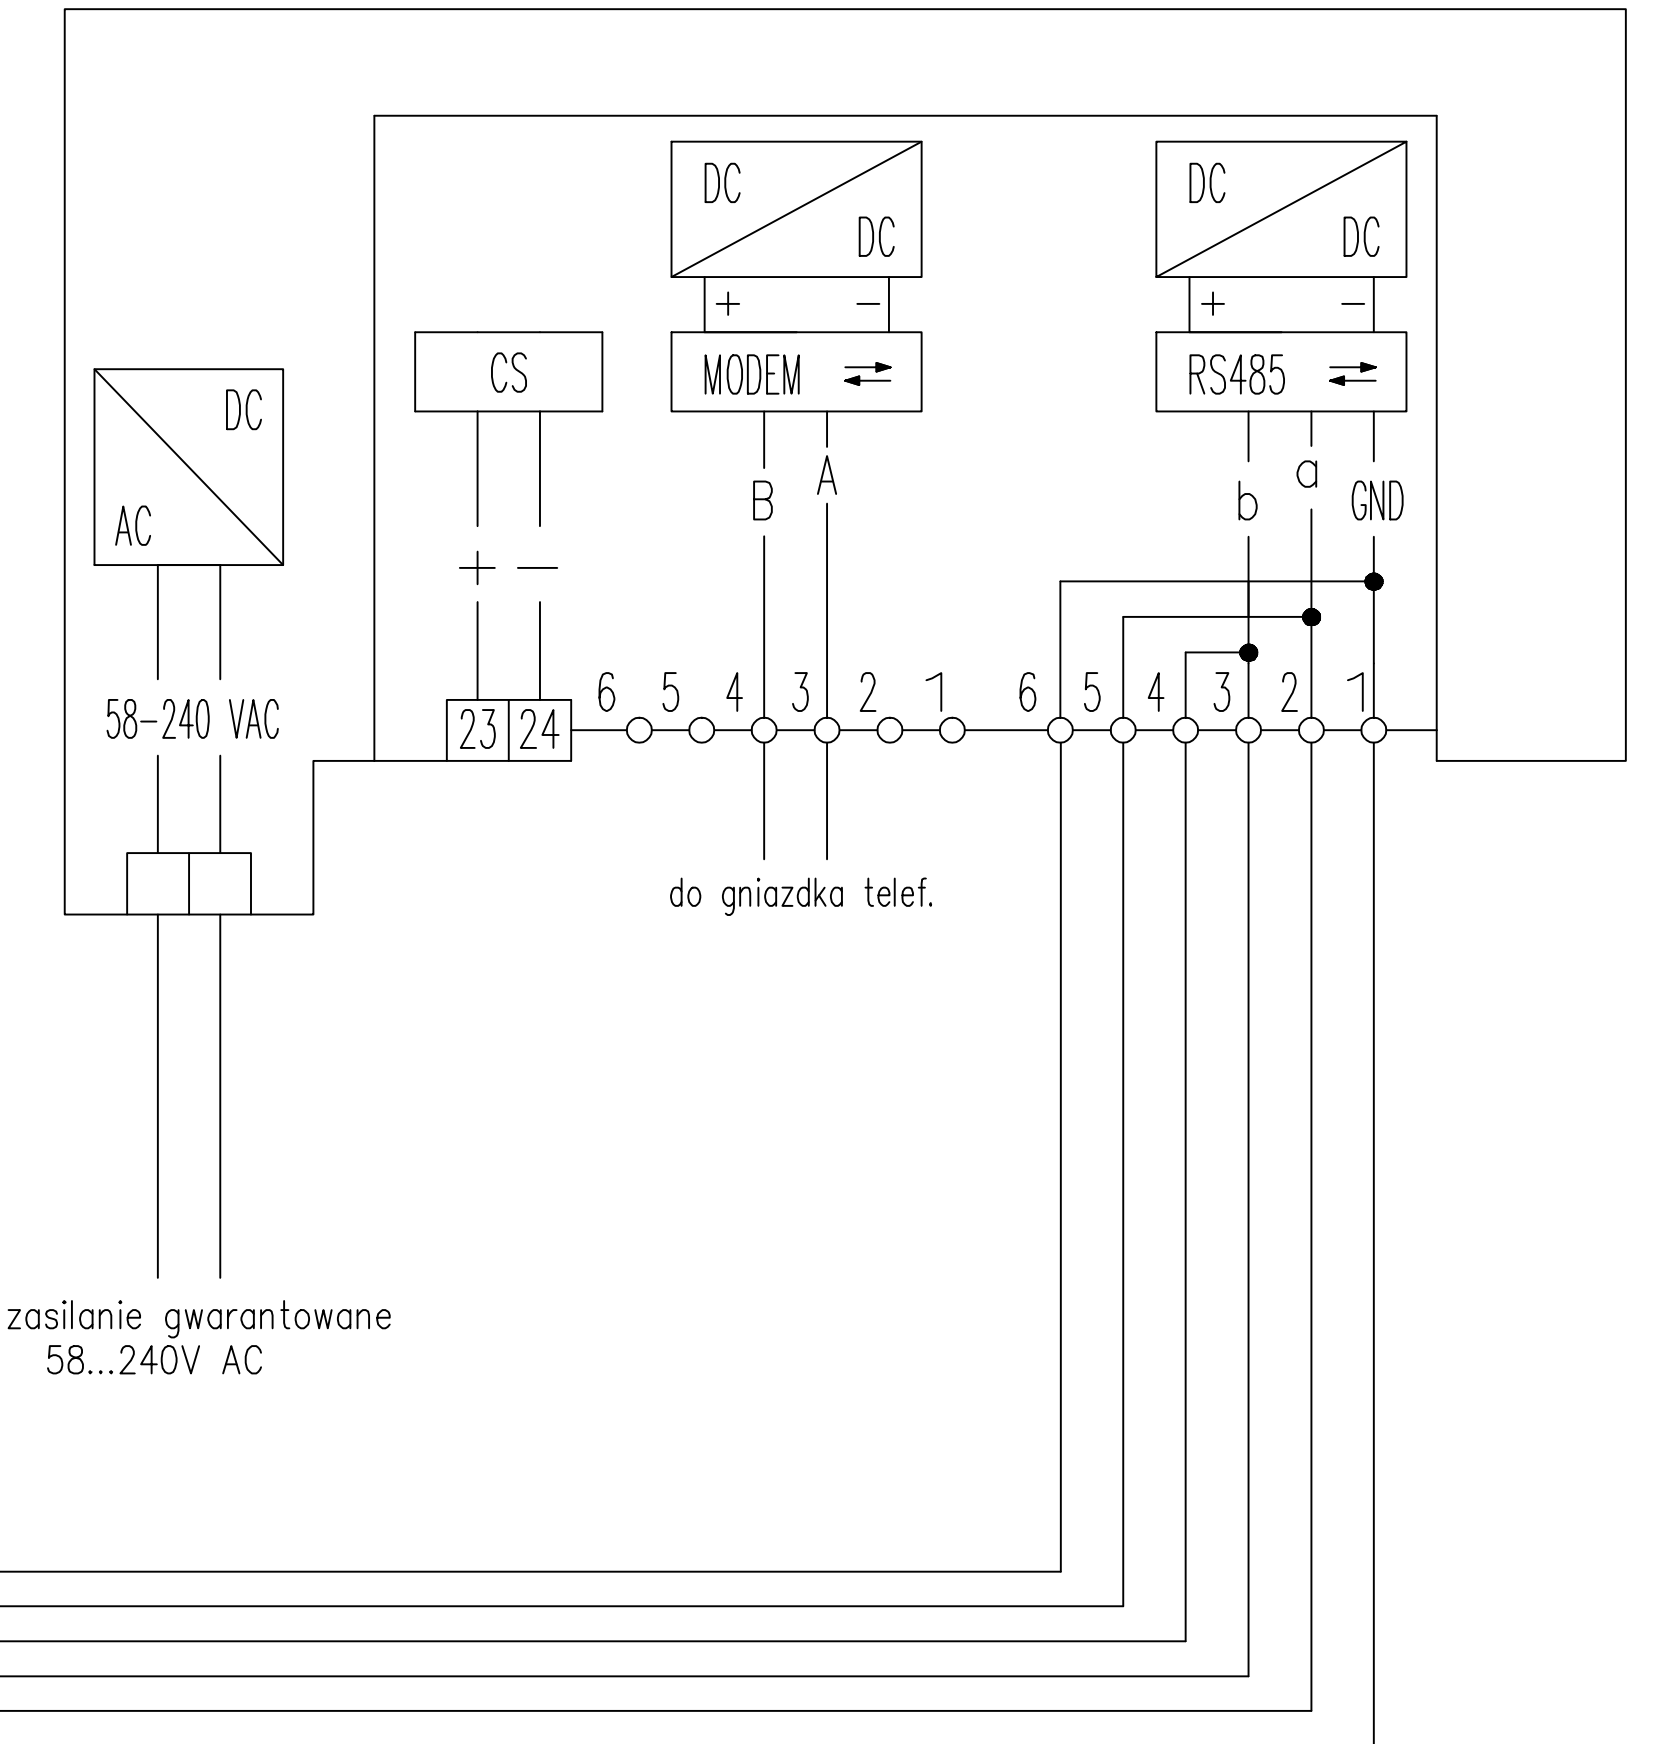 DC
DC
DC
DC
+ −
+ −
CS
MODEM
RS485
DC
AC
B
A
b
a
GND
+ −
58-240 VAC
23 24
6 5 4 3 2 1
6 5 4 3 2 1
do gniazdka telef.
zasilanie gwarantowane
58...240V AC